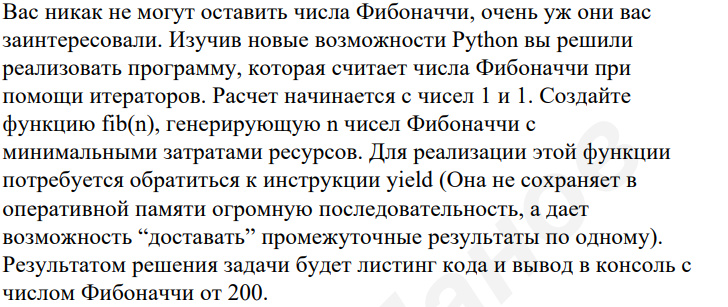 Вас никак не могут оставить числа Фибоначчи, очень уж они вас
заинтересовали. Изучив новые возможности Python вы решили
реализовать программу, которая считает числа Фибоначчи при
помощи итераторов. Расчет начинается с чисел 1 и 1. Создайте
функцию fib(n), генерирующую n чисел Фибоначчи с
минимальными затратами ресурсов. Для реализации этой функции
потребуется обратиться к инструкции yield (Она не сохраняет в
оперативной памяти огромную последовательность, а дает
возможность “доставать” промежуточные результаты по одному).
Результатом решения задачи будет листинг кода и вывод в консоль с
числом Фибоначчи от 200.